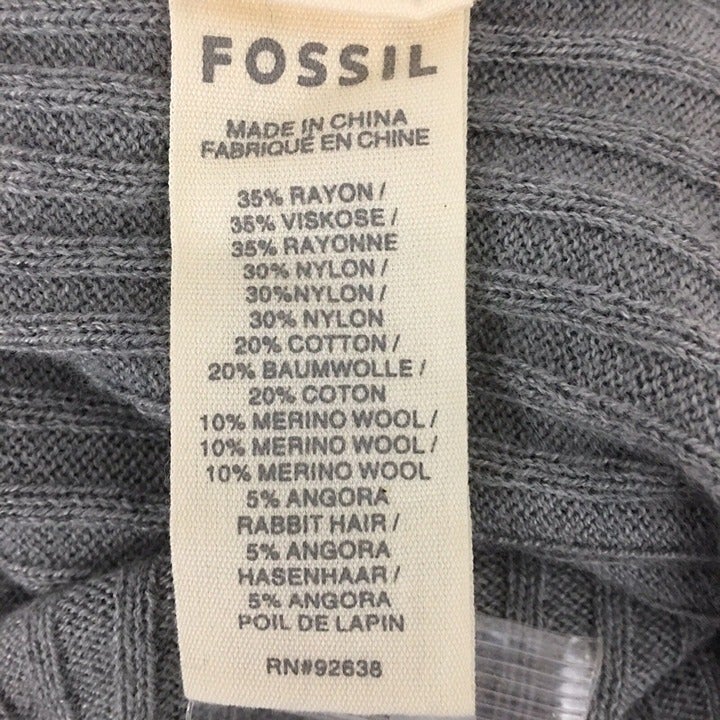 FOSSIL
MADE IN CHINA
FABRIQUÉ EN CHINE
35% RAYON /
35% VISKOSE /
35% RAYONNE
30% NYLON /
30%NYLON /
30% NYLON
20% COTTON /
20% BAUMWOLLE /
20% COTON
10% MERINO WOOL /
10% MERINO WOOL /
10% MERINO WOOL
5% ANGORA
RABBIT HAIR /
5% ANGORA
HASENHAAR /
5% ANGORA
POIL DE LAPIN
RN#92638